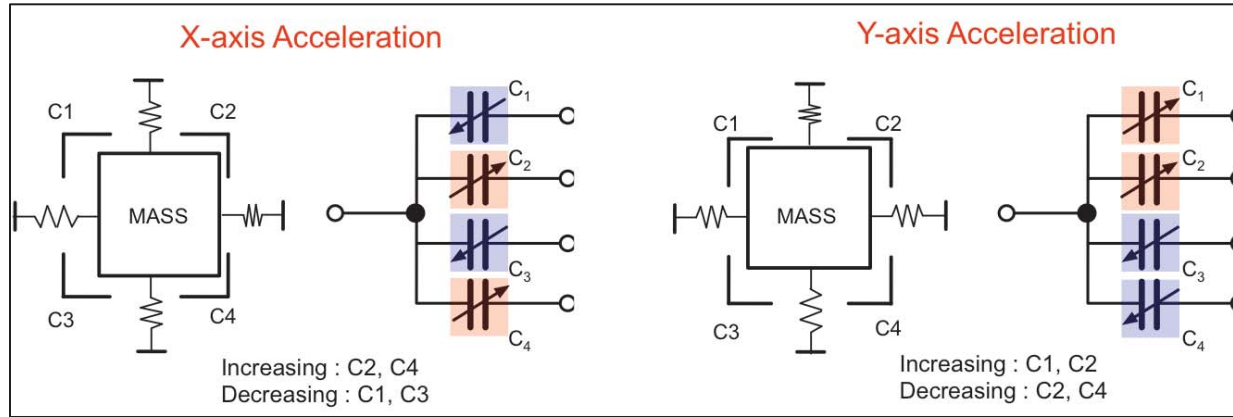 X-axis Acceleration
C1
C2
MASS
C3
C4
C1
C2
C3
C4
Increasing : C2, C4
Decreasing : C1, C3
Y-axis Acceleration
C1
C2
MASS
C3
C4
C1
C2
C3
C4
Increasing : C1, C2
Decreasing : C2, C4